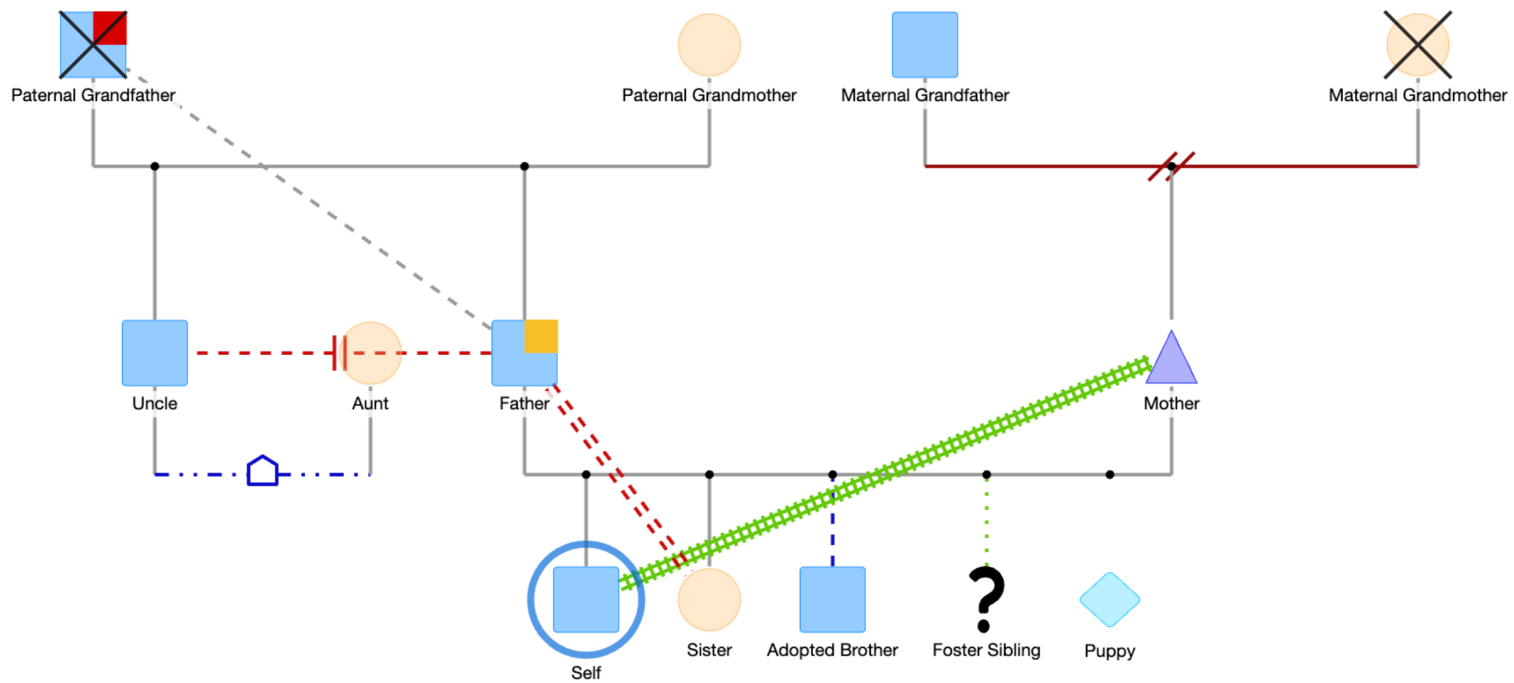 Paternal Grandfather
Paternal Grandmother
Maternal Grandfather
Maternal Grandmother
Uncle
Aunt
Father
Mother
?
Self
Sister
Adopted Brother
Foster Sibling
Puppy